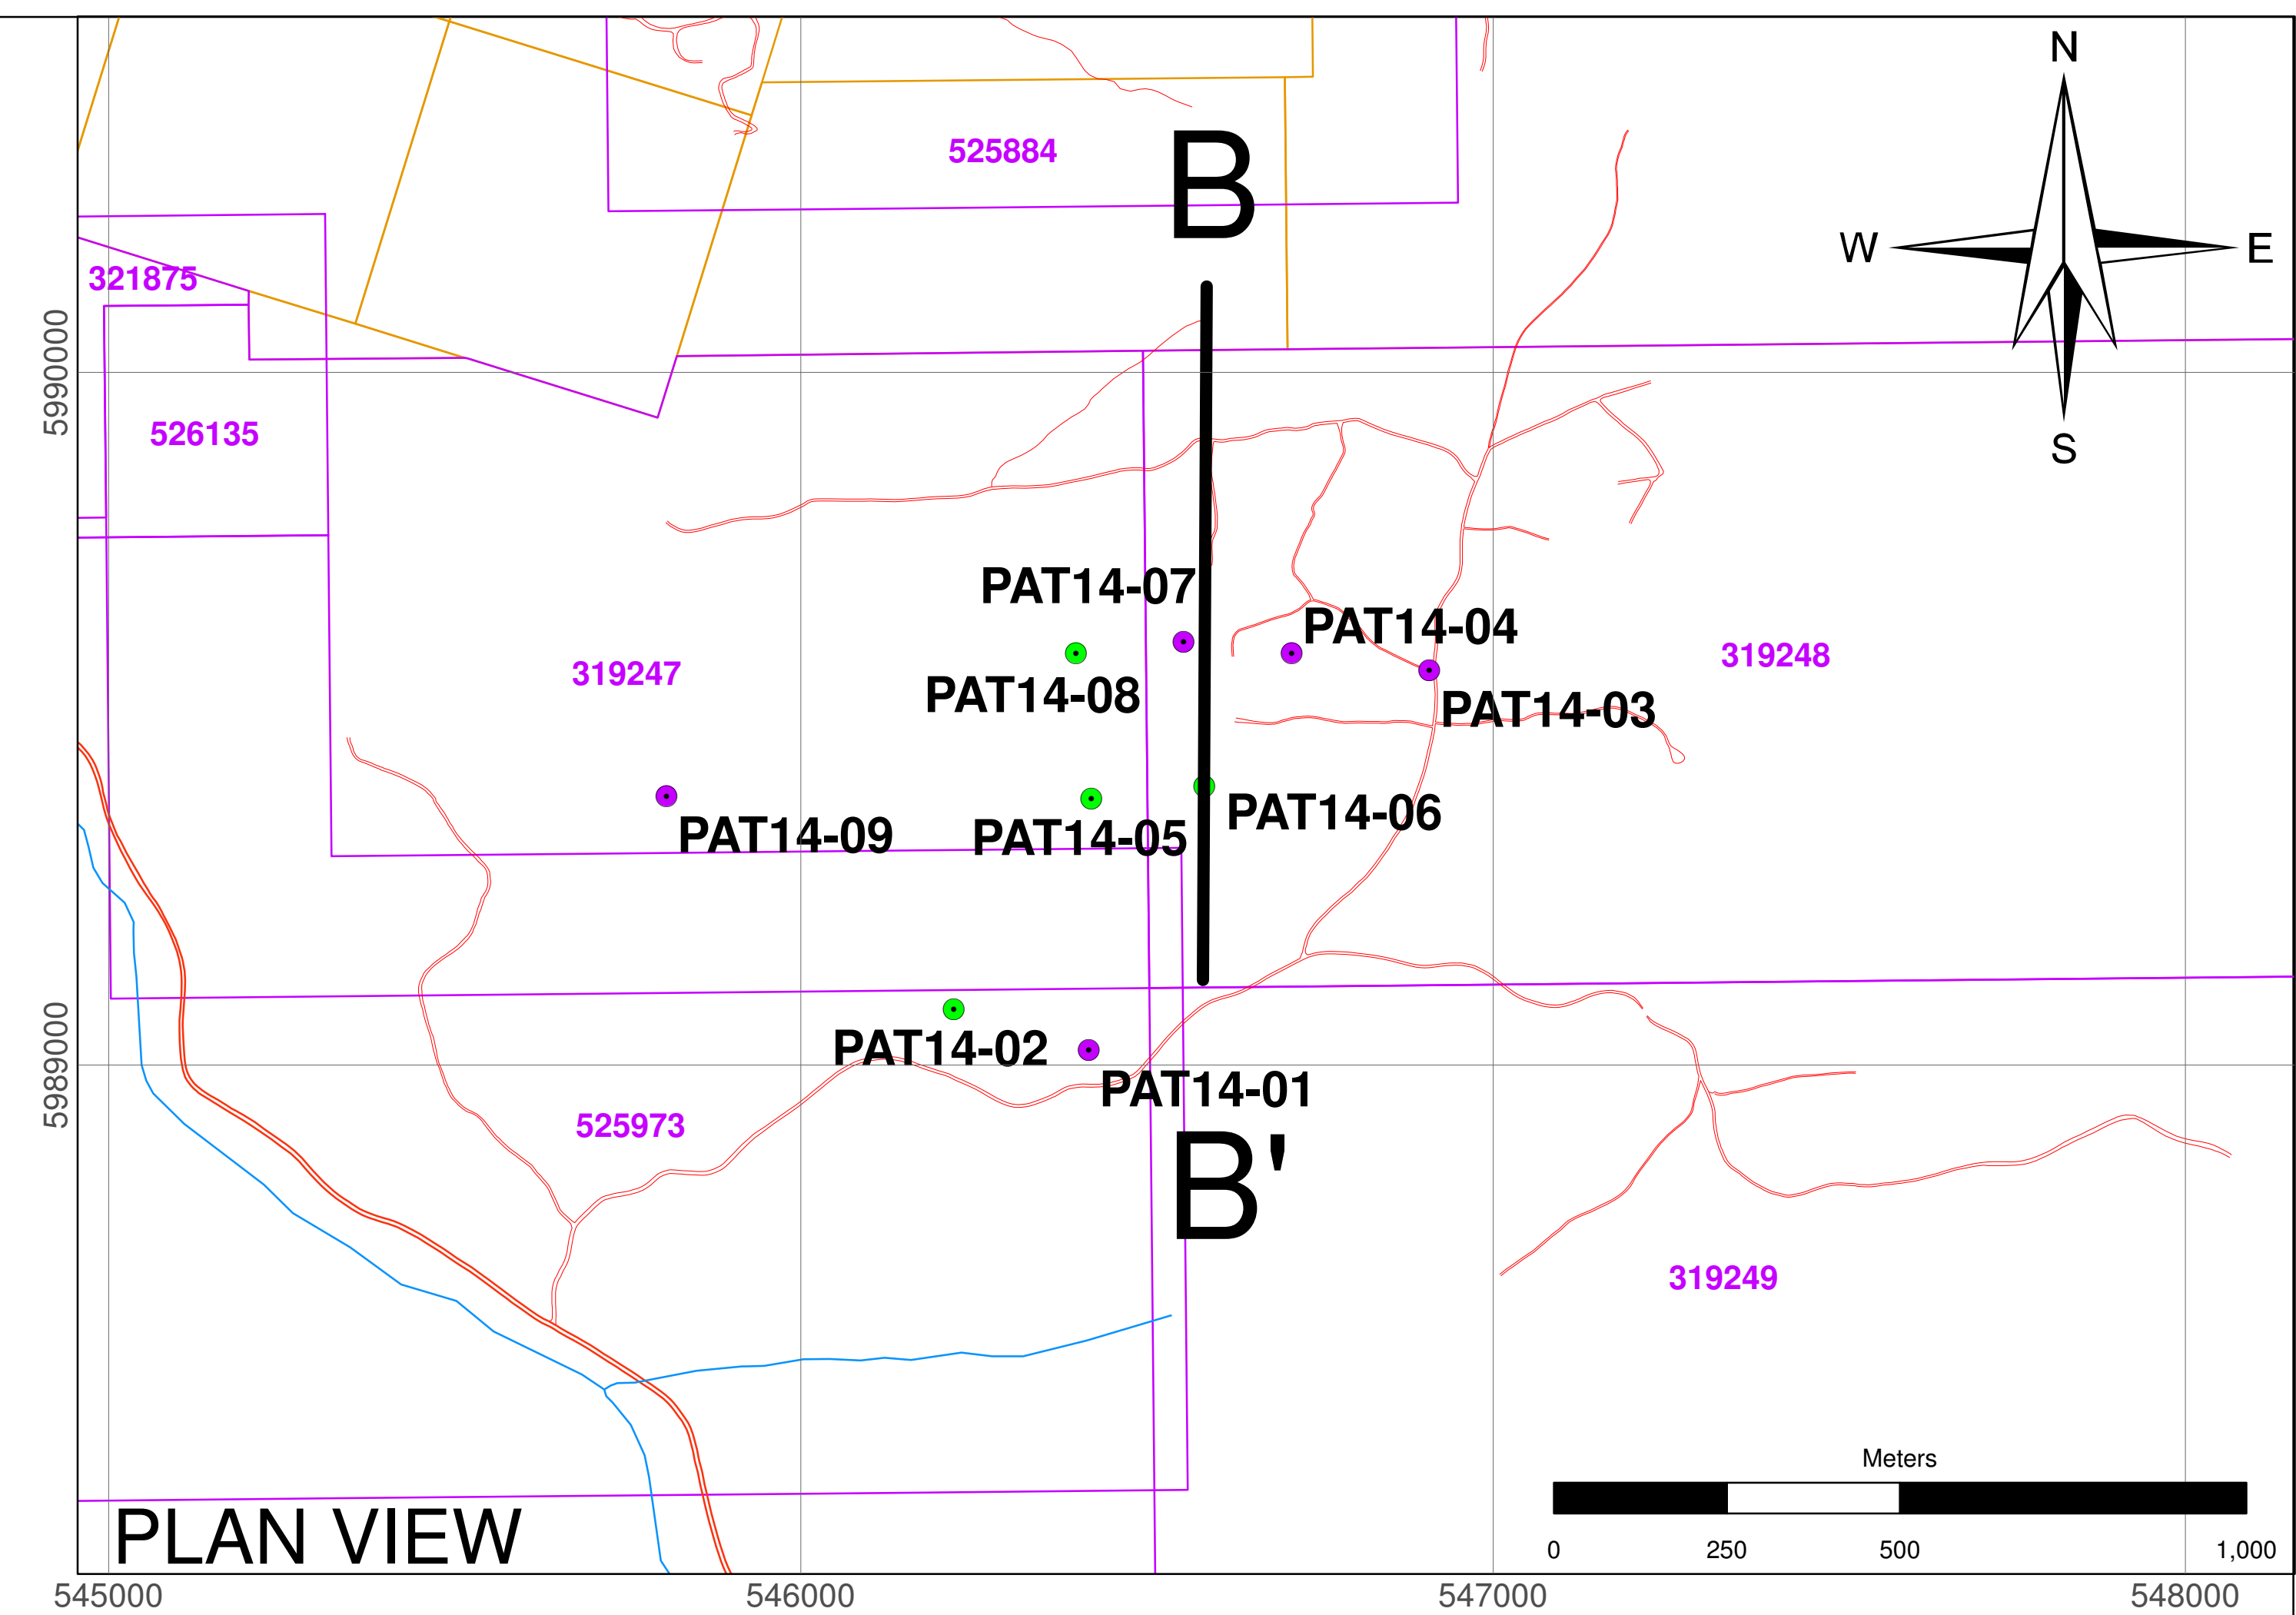 N
525884
B
W
E
321875
5990000
526135
S
PAT14-07
PAT14-04
319248
319247
PAT14-08
PAT14-03
PAT14-09
PAT14-05
PAT14-06
5989000
PAT14-02
PAT14-01
525973
B'
319249
Meters
PLAN VIEW
0 250 500 1,000
545000 546000 547000 548000